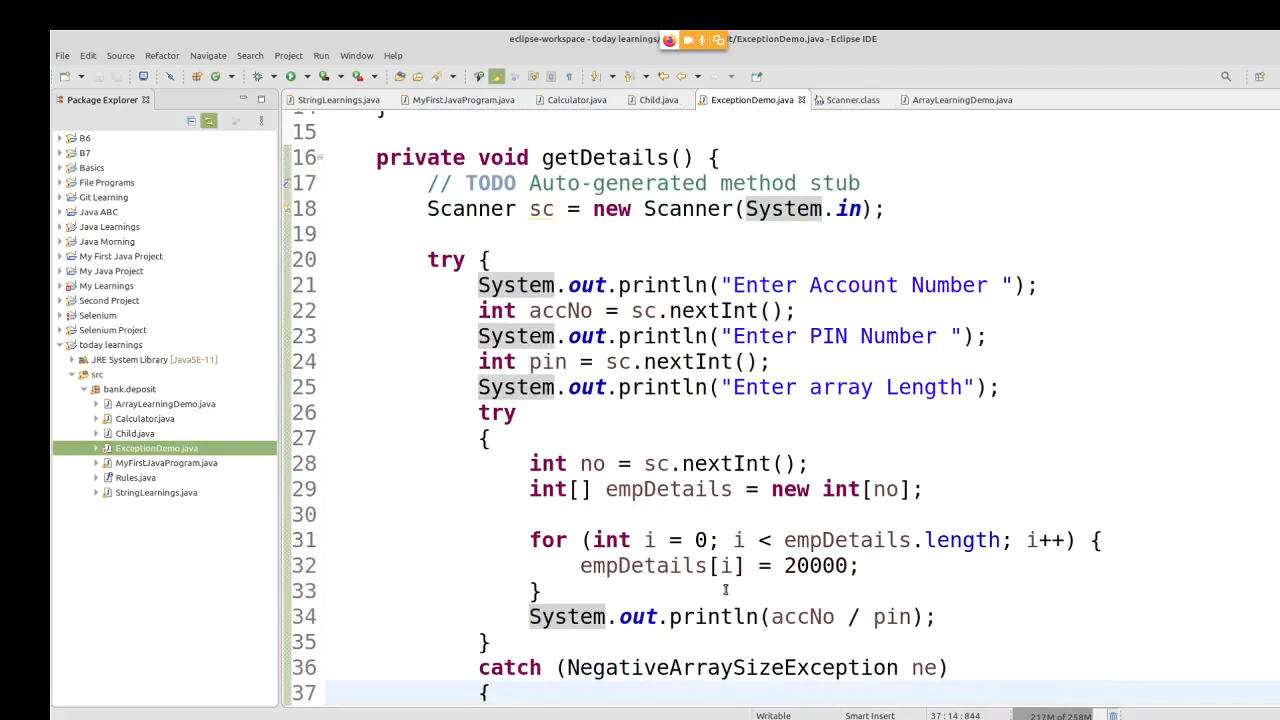 eclipse-workspace - today learnings/ t/ExceptionDemo.java - Eclipse IDE
File Edit Source Refactor Navigate Search Project Run Window Help
Package Explorer
StringLearnings.java MyFirstJavaProgram.java Calculator.java Child.java ExceptionDemo.java Scanner.class ArrayLearningDemo.java
B6
B7
Basics
File Programs
Git Learning
Java ABC
Java Learnings
Java Morning
My First Java Project
My Java Project
My Learnings
Second Project
Selenium
Selenium Project
today learnings
JRE System Library [JavaSE-11]
src
bank.deposit
ArrayLearningDemo.java
Calculator.java
Child.java
ExceptionDemo.java
MyFirstJavaProgram.java
Rules.java
StringLearnings.java
15
16 private void getDetails() {
17 // TODO Auto-generated method stub
18 Scanner sc = new Scanner(System.in);
19
20 try {
21 System.out.println("Enter Account Number ");
22 int accNo = sc.nextInt();
23 System.out.println("Enter PIN Number ");
24 int pin = sc.nextInt();
25 System.out.println("Enter array Length");
26 try
27 {
28 int no = sc.nextInt();
29 int[] empDetails = new int[no];
30
31 for (int i = 0; i < empDetails.length; i++) {
32 empDetails[i] = 20000;
33 }
34 System.out.println(accNo / pin);
35 }
36 catch (NegativeArraySizeException ne)
37 {
Writable Smart Insert 37 : 14 : 844 217M of 258M